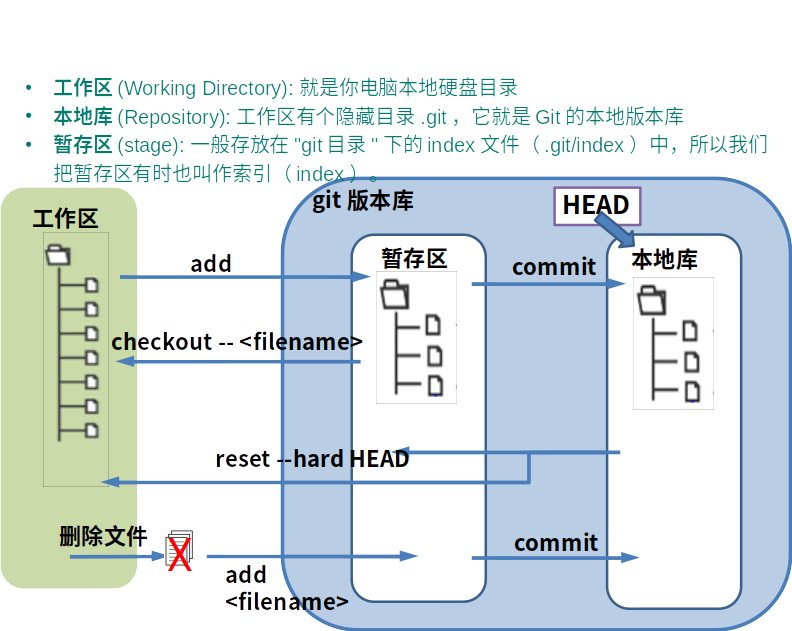 • 工作区 (Working Directory): 就是你电脑本地硬盘目录
• 本地库 (Repository): 工作区有个隐藏目录 .git ，它就是 Git 的本地版本库
• 暂存区 (stage): 一般存放在 "git 目录 " 下的 index 文件（ .git/index ）中，所以我们
把暂存区有时也叫作索引（ index ）。
git 版本库
HEAD
工作区
暂存区
本地库
add
commit
checkout -- <filename>
reset --hard HEAD
删除文件
X
add
<filename>
commit